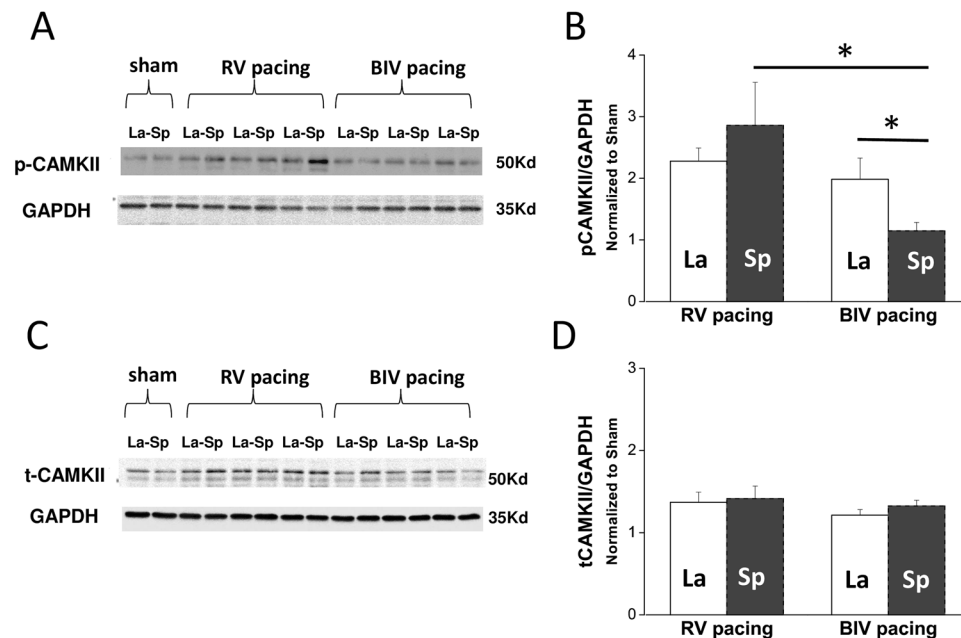 A
sham RV pacing BIV pacing
La-Sp La-Sp La-Sp La-Sp La-Sp La-Sp La-Sp
p-CAMKII 50Kd
GAPDH 35Kd
B
pCAMKII/GAPDH
Normalized to Sham
4
3
2
1
0
*
*
La Sp La Sp
RV pacing BIV pacing
C
sham RV pacing BIV pacing
La-Sp La-Sp La-Sp La-Sp La-Sp La-Sp La-Sp
t-CAMKII 50Kd
GAPDH 35Kd
D
tCAMKII/GAPDH
Normalized to Sham
3
2
1
0
La Sp La Sp
RV pacing BIV pacing